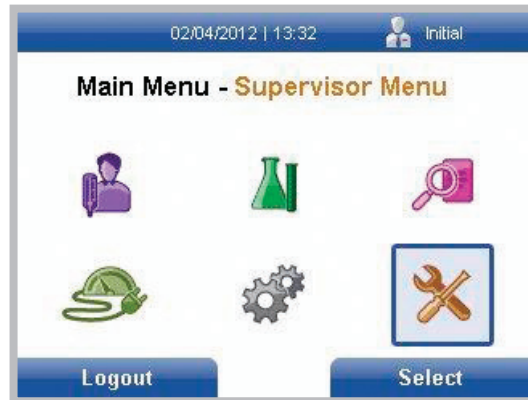 02/04/2012 | 13:32 Initial
Main Menu - Supervisor Menu
Logout Select